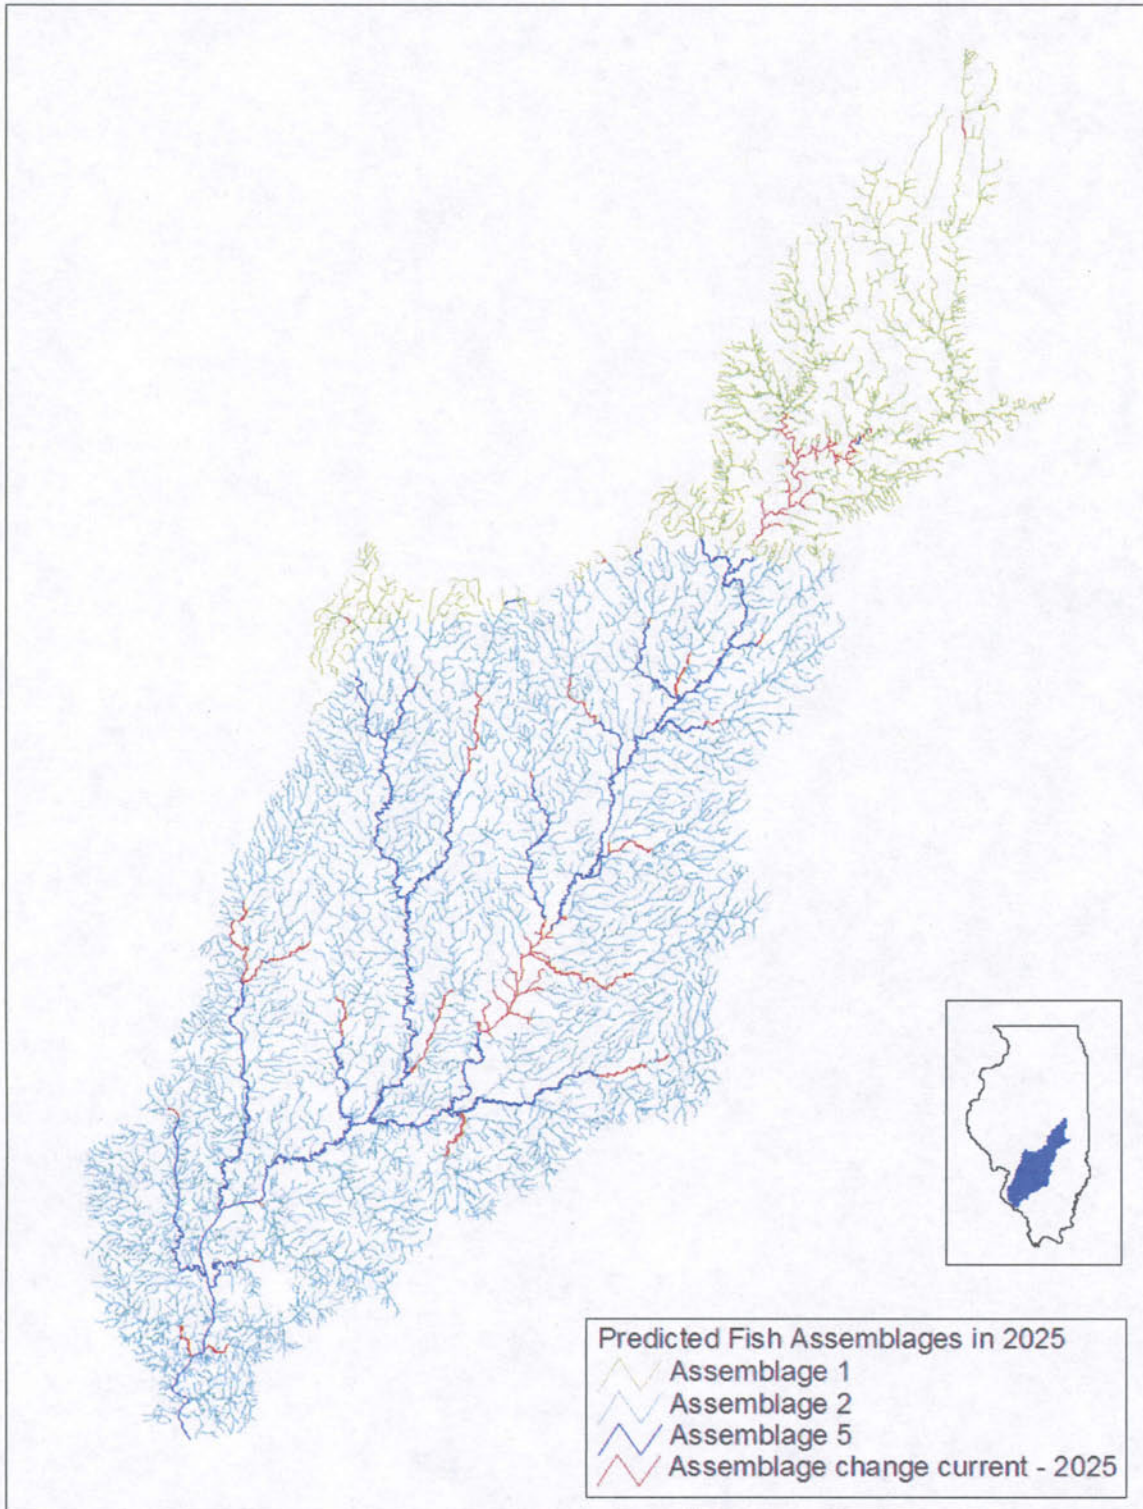 Predicted Fish Assemblages in 2025
Assemblage 1
Assemblage 2
Assemblage 5
Assemblage change current - 2025